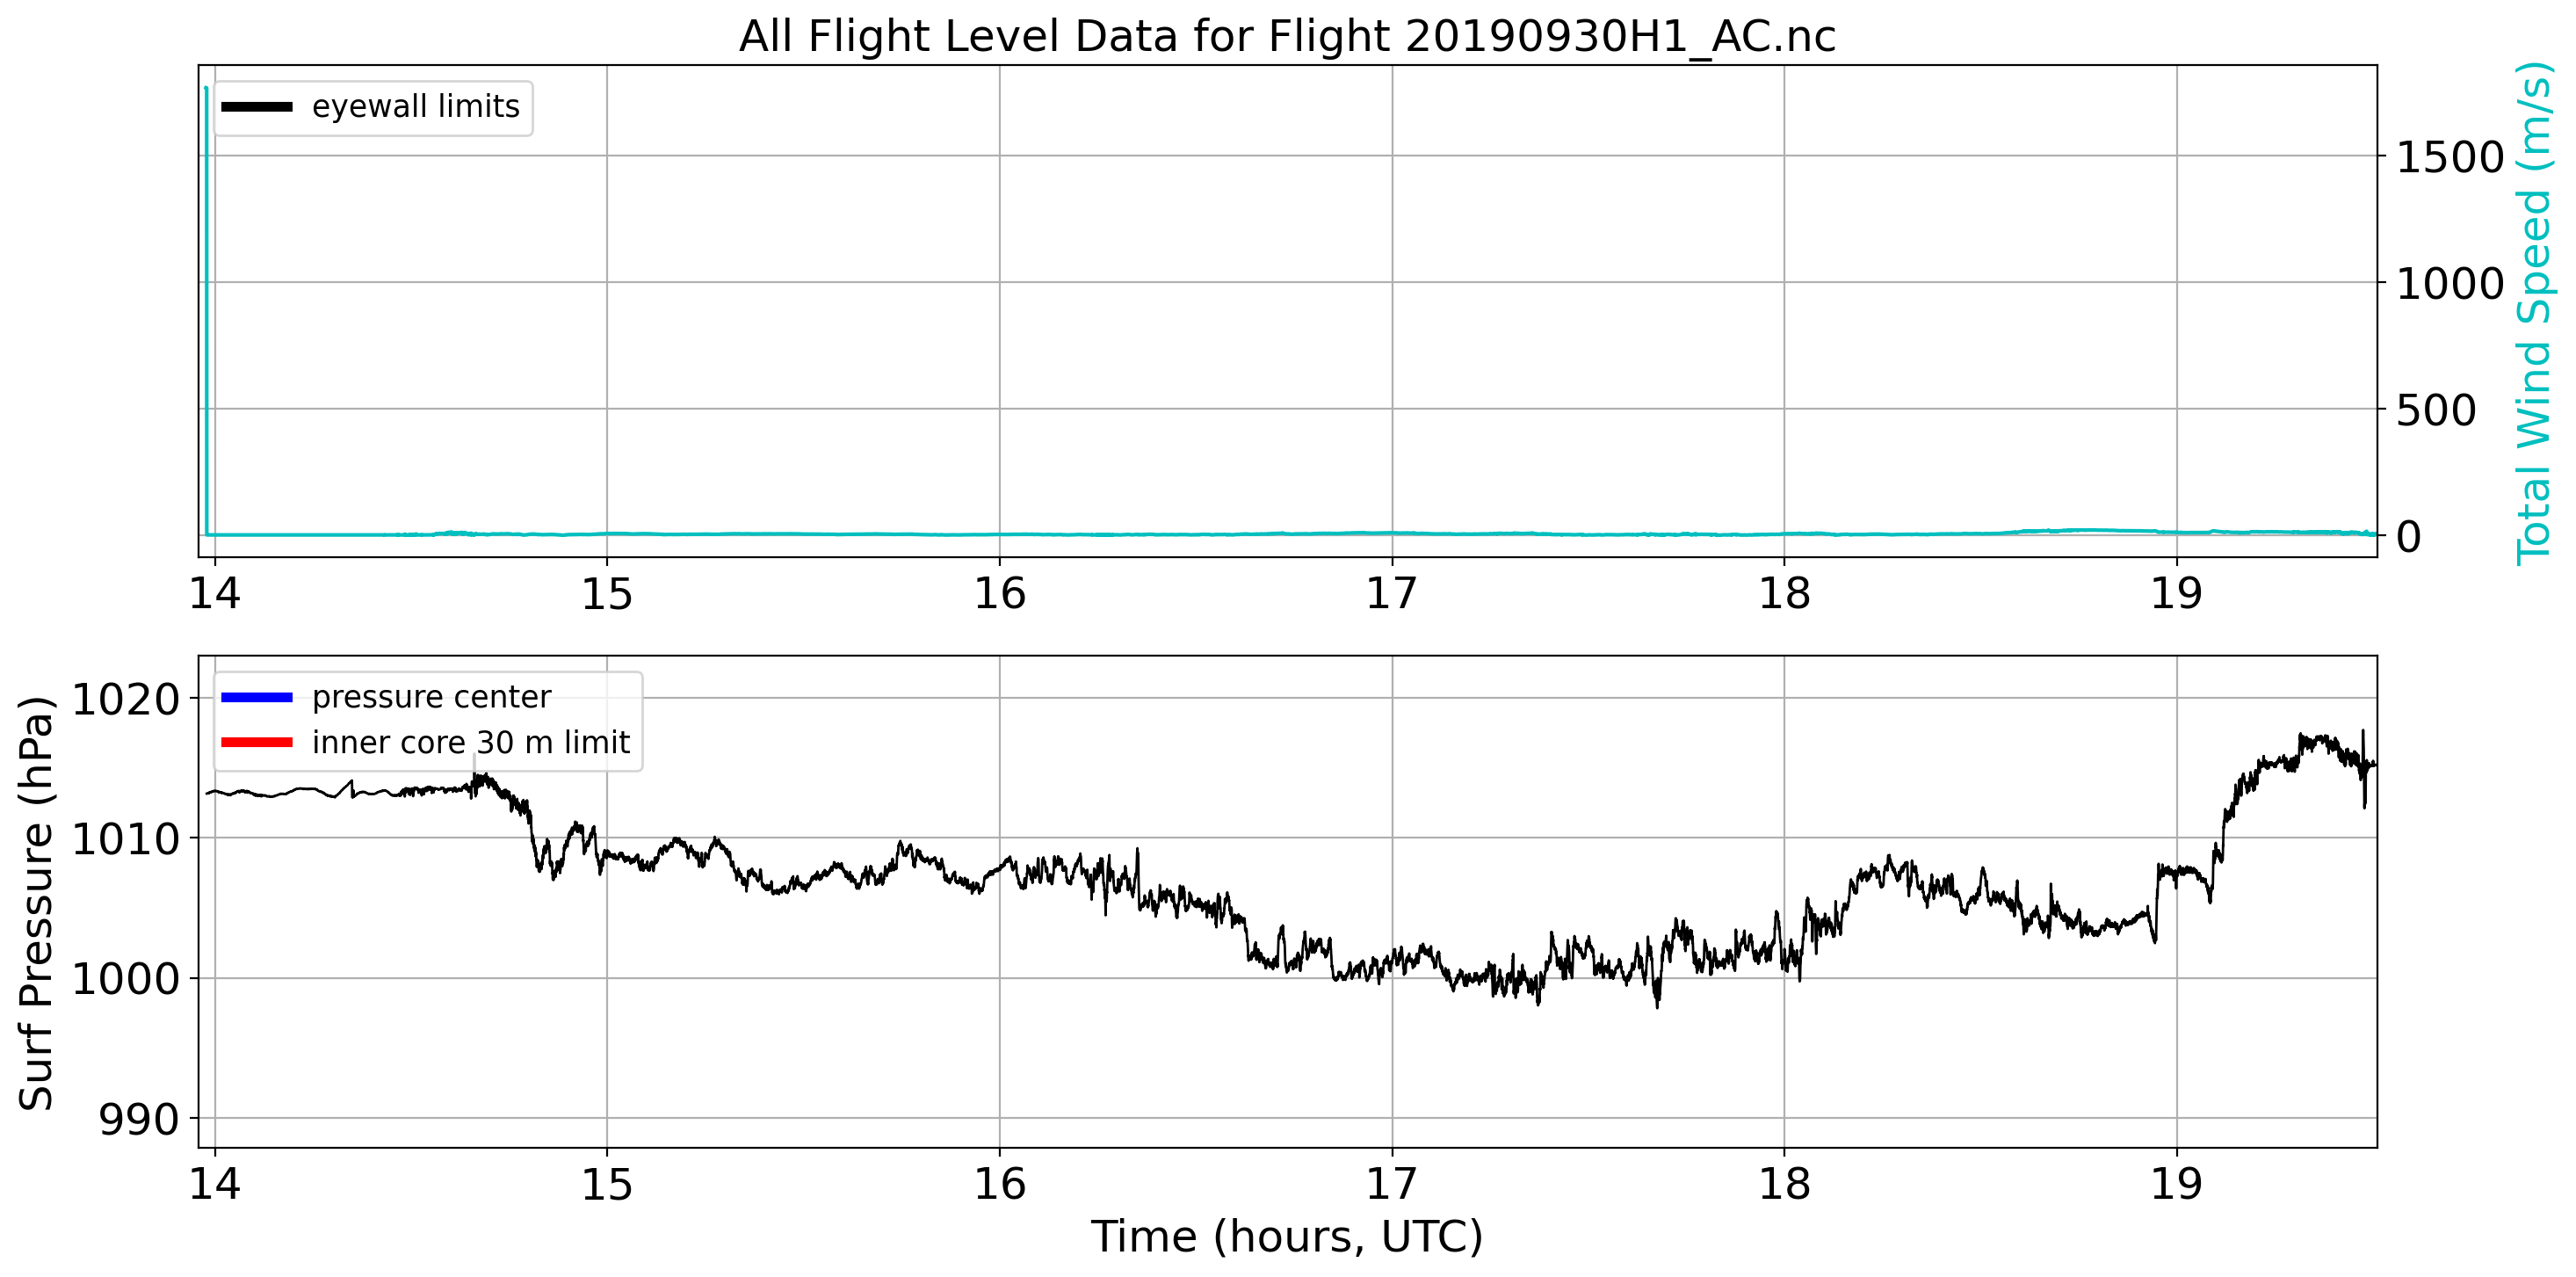 All Flight Level Data for Flight 20190930H1_AC.nc
eyewall limits
1500
1000
500
0
Total Wind Speed (m/s)
14 15 16 17 18 19
pressure center
inner core 30 m limit
1020
1010
1000
990
Surf Pressure (hPa)
14 15 16 17 18 19
Time (hours, UTC)